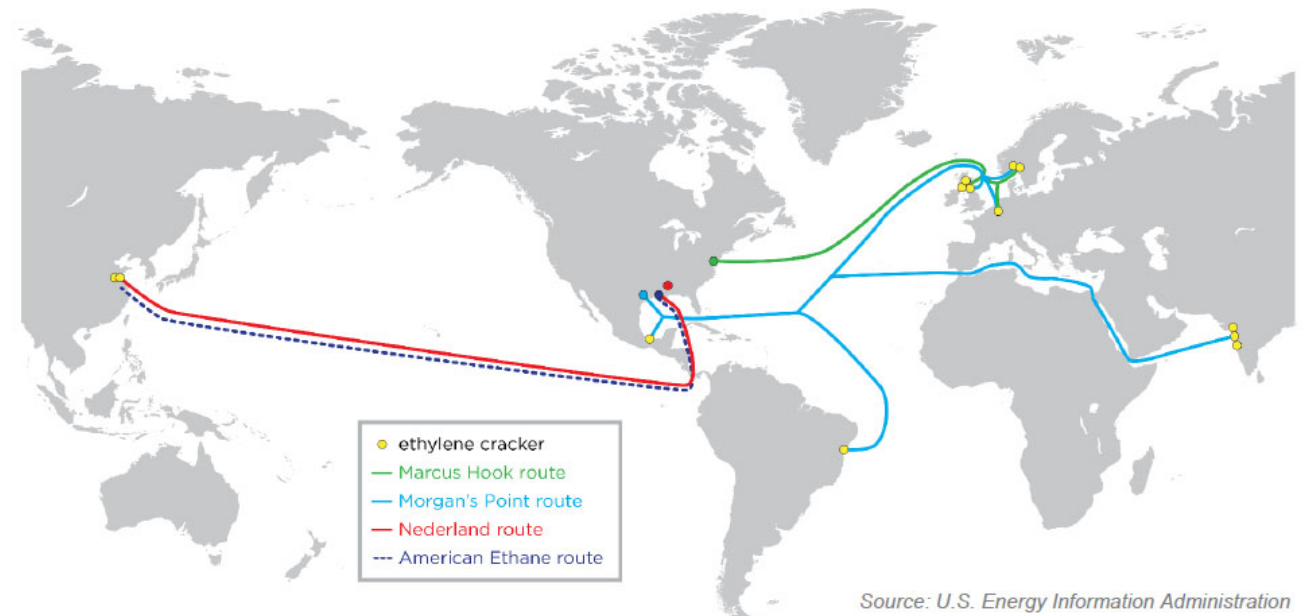 ethylene cracker
Marcus Hook route
Morgan's Point route
Nederland route
American Ethane route
Source: U.S. Energy Information Administration